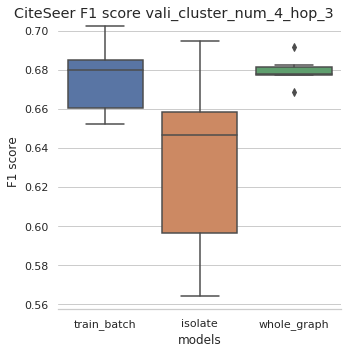 CiteSeer F1 score vali_cluster_num_4_hop_3
0.70
0.68
0.66
0.64
0.62
0.60
0.58
0.56
F1 score
train_batch isolate whole_graph
models